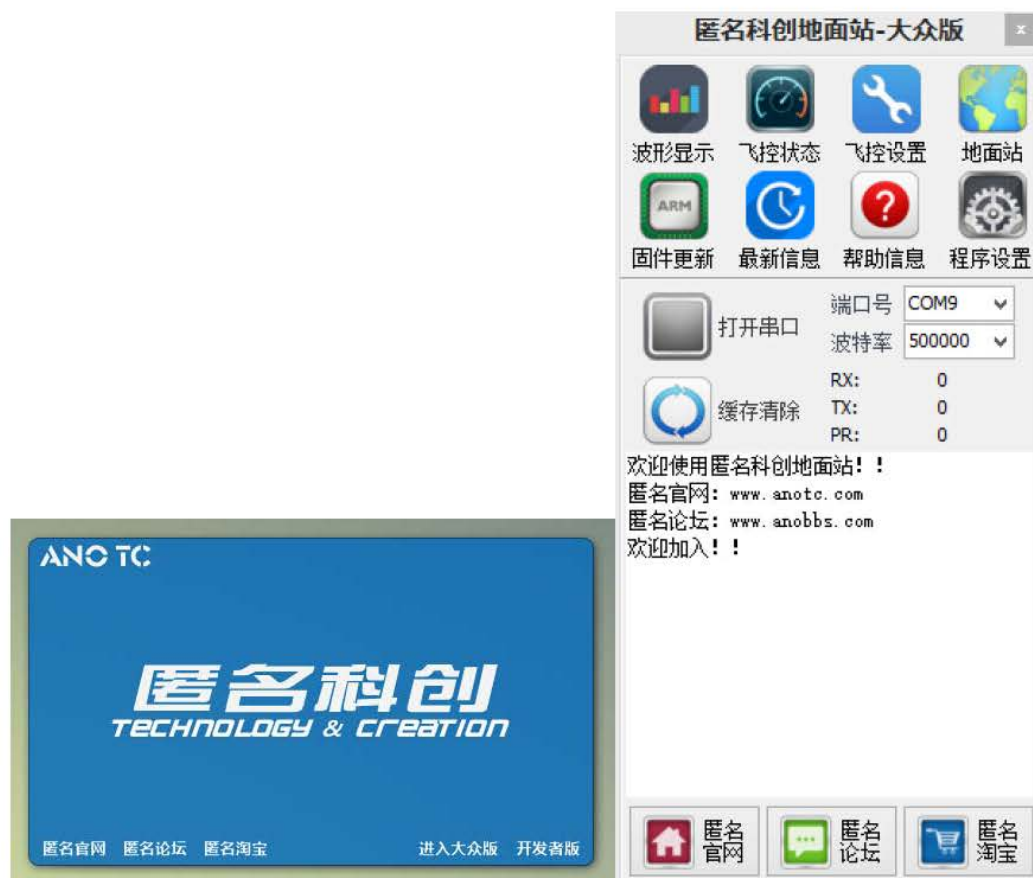 匿名科创地面站-大众版
x
波形显示 飞控状态 飞控设置 地面站
ARM
?
固件更新 最新信息 帮助信息 程序设置
打开串口
端口号 COM9
波特率 500000
缓存清除
RX: 0
TX: 0
PR: 0
欢迎使用匿名科创地面站！！
匿名官网：www.anotc.com
匿名论坛：www.anobbs.com
欢迎加入！！
匿名官网
匿名论坛
匿名淘宝
ANO TC
匿名科创
TECHNOLOGY & CREATION
匿名官网 匿名论坛 匿名淘宝 进入大众版 开发者版